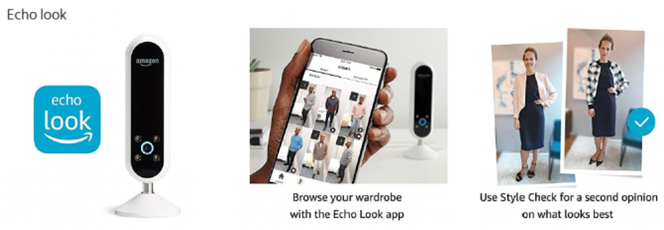 Echo look
echo
look
amazon
LOOKS
Browse your wardrobe
with the Echo Look app
Use Style Check for a second opinion
on what looks best